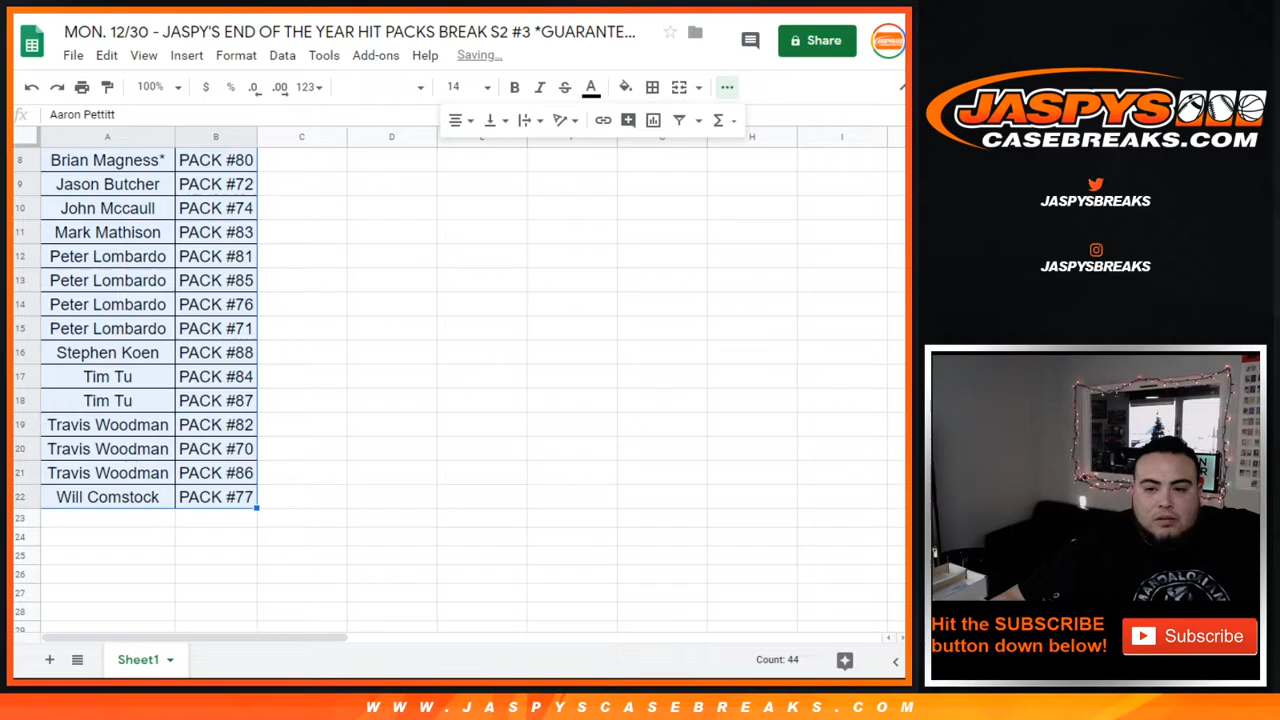 MON. 12/30 - JASPY'S END OF THE YEAR HIT PACKS BREAK S2 #3 *GUARANTE...
File Edit View Insert Format Data Tools Add-ons Help Saving...
Share
100% $ % .0 .00 123 14 B I S A
fx Aaron Pettitt
A B C D H I
8 Brian Magness* PACK #80
9 Jason Butcher PACK #72
10 John Mccaull PACK #74
11 Mark Mathison PACK #83
12 Peter Lombardo PACK #81
13 Peter Lombardo PACK #85
14 Peter Lombardo PACK #76
15 Peter Lombardo PACK #71
16 Stephen Koen PACK #88
17 Tim Tu PACK #84
18 Tim Tu PACK #87
19 Travis Woodman PACK #82
20 Travis Woodman PACK #70
21 Travis Woodman PACK #86
22 Will Comstock PACK #77
23
24
25
26
27
28
Sheet1
Count: 44
JASPYS
CASEBREAKS.COM
JASPYSBREAKS
JASPYSBREAKS
Hit the SUBSCRIBE
button down below!
Subscribe
WWW.JASPYSCASEBREAKS.COM